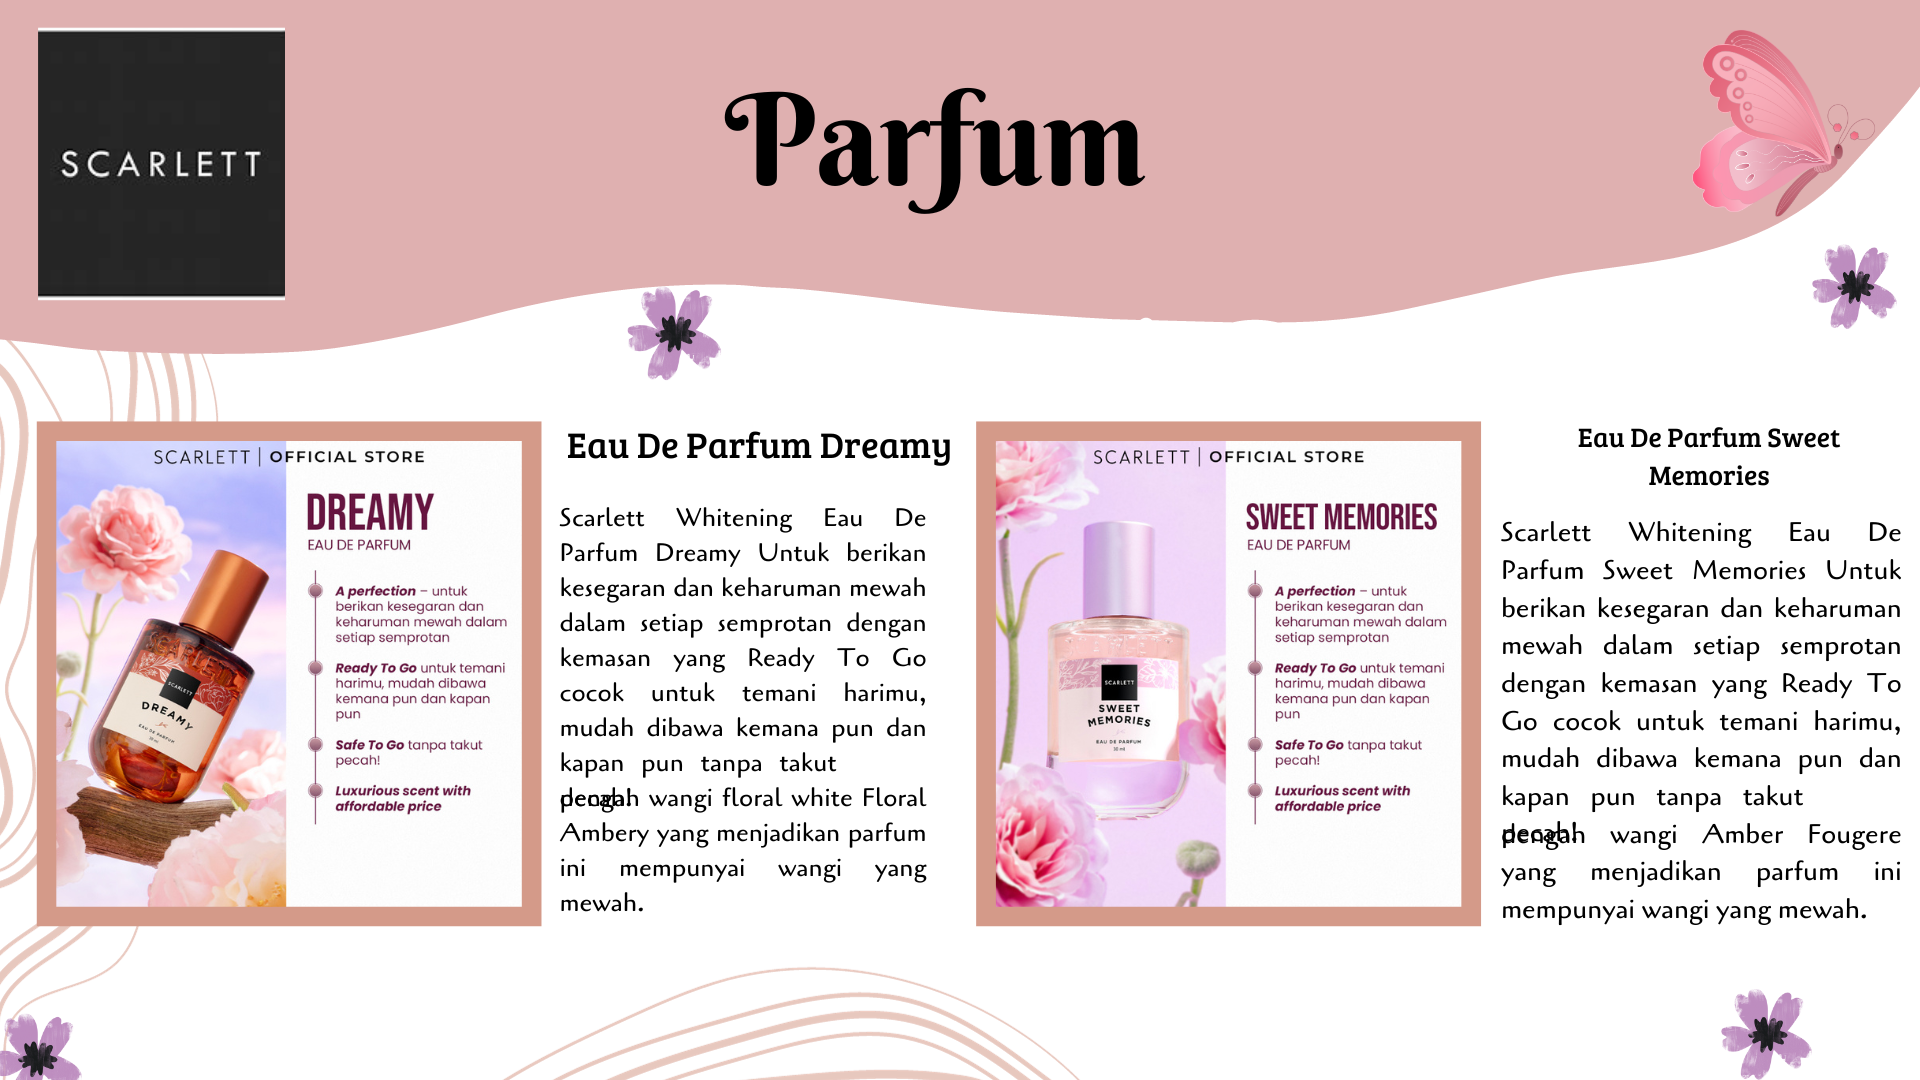 SCARLETT
Parfum
SCARLETT | OFFICIAL STORE
DREAMY
EAU DE PARFUM
A perfection – untuk
berikan kesegaran dan
keharuman mewah dalam
setiap semprotan
Ready To Go untuk temani
harimu, mudah dibawa
kemana pun dan kapan
pun
Safe To Go tanpa takut
pecah!
Luxurious scent with
affordable price
SCARLETT
DREAMY
EAU DE PARFUM
Eau De Parfum Dreamy
Scarlett Whitening Eau De
Parfum Dreamy Untuk berikan
kesegaran dan keharuman mewah
dalam setiap semprotan dengan
kemasan yang Ready To Go
cocok untuk temani harimu,
mudah dibawa kemana pun dan
kapan pun tanpa takut
pecah!
dengan wangi floral white Floral
Ambery yang menjadikan parfum
ini mempunyai wangi yang
mewah.
SCARLETT | OFFICIAL STORE
SWEET MEMORIES
EAU DE PARFUM
A perfection – untuk
berikan kesegaran dan
keharuman mewah dalam
setiap semprotan
Ready To Go untuk temani
harimu, mudah dibawa
kemana pun dan kapan
pun
Safe To Go tanpa takut
pecah!
Luxurious scent with
affordable price
SCARLETT
SWEET
MEMORIES
EAU DE PARFUM
30 ml
Eau De Parfum Sweet
Memories
Scarlett Whitening Eau De
Parfum Sweet Memories Untuk
berikan kesegaran dan keharuman
mewah dalam setiap semprotan
dengan kemasan yang Ready To
Go cocok untuk temani harimu,
mudah dibawa kemana pun dan
kapan pun tanpa takut
pecah!
dengan wangi Amber Fougere
yang menjadikan parfum ini
mempunyai wangi yang mewah.